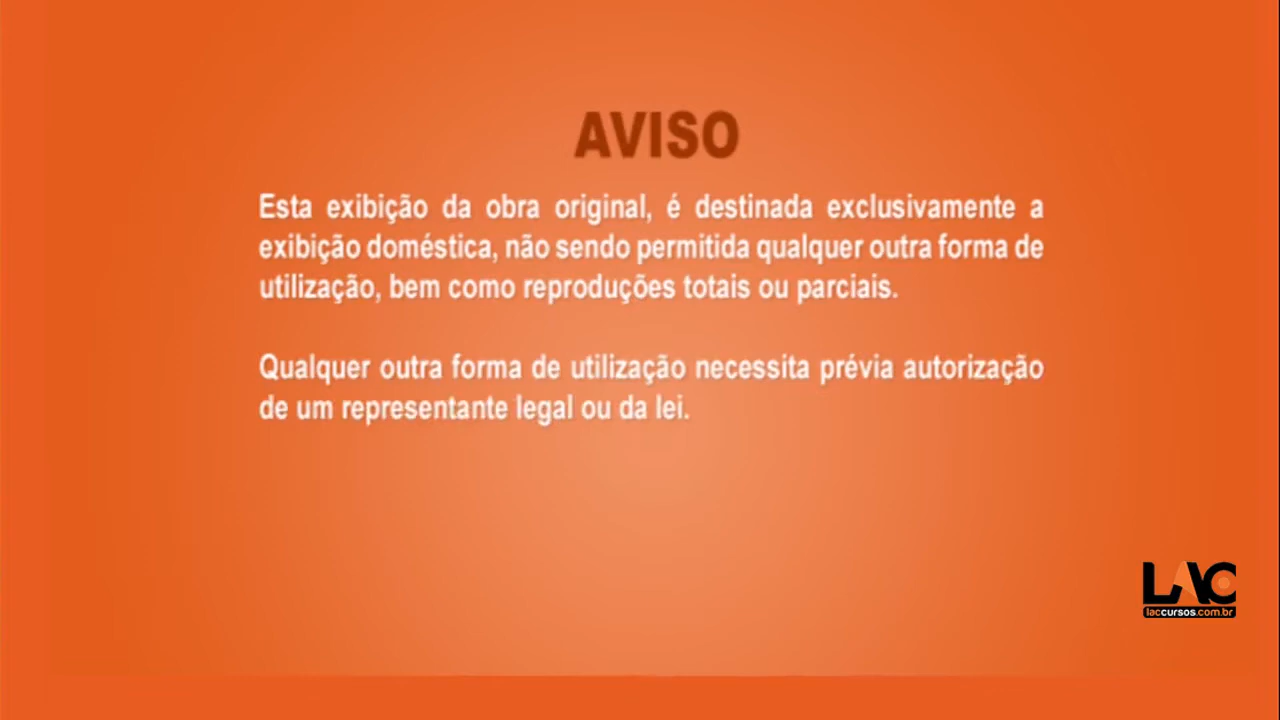 AVISO
Esta exibição da obra original, é destinada exclusivamente a
exibição doméstica, não sendo permitida qualquer outra forma de
utilização, bem como reproduções totais ou parciais.
Qualquer outra forma de utilização necessita prévia autorização
de um representante legal ou da lei.
LAC
laccursos.com.br